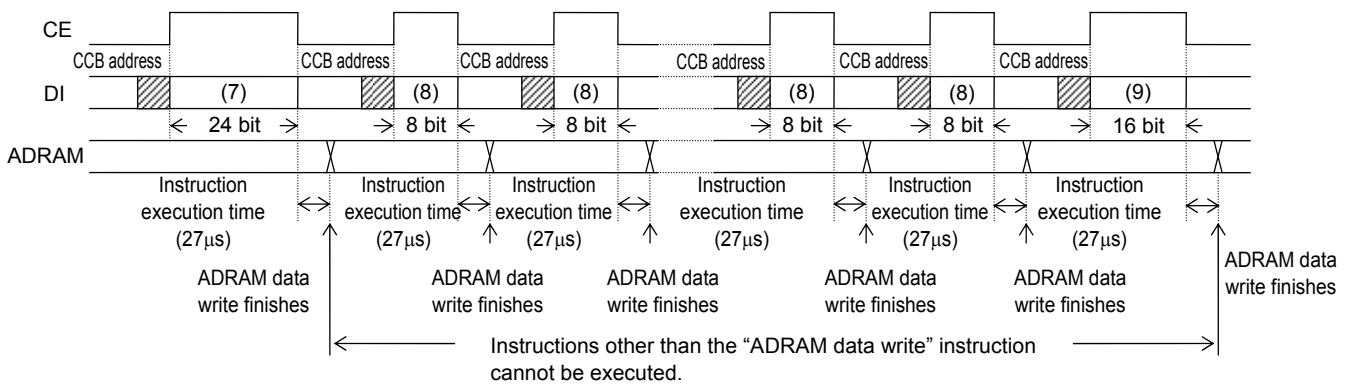 CE
CCB address CCB address CCB address CCB address CCB address CCB address
DI (7) (8) (8) (8) (8) (9)
24 bit 8 bit 8 bit 8 bit 8 bit 16 bit
ADRAM
Instruction Instruction Instruction Instruction Instruction Instruction
execution time execution time execution time execution time execution time execution time
(27μs) (27μs) (27μs) (27μs) (27μs) (27μs)
ADRAM data ADRAM data ADRAM data ADRAM data ADRAM data ADRAM data
write finishes write finishes write finishes write finishes write finishes write finishes
Instructions other than the “ADRAM data write” instruction
cannot be executed.